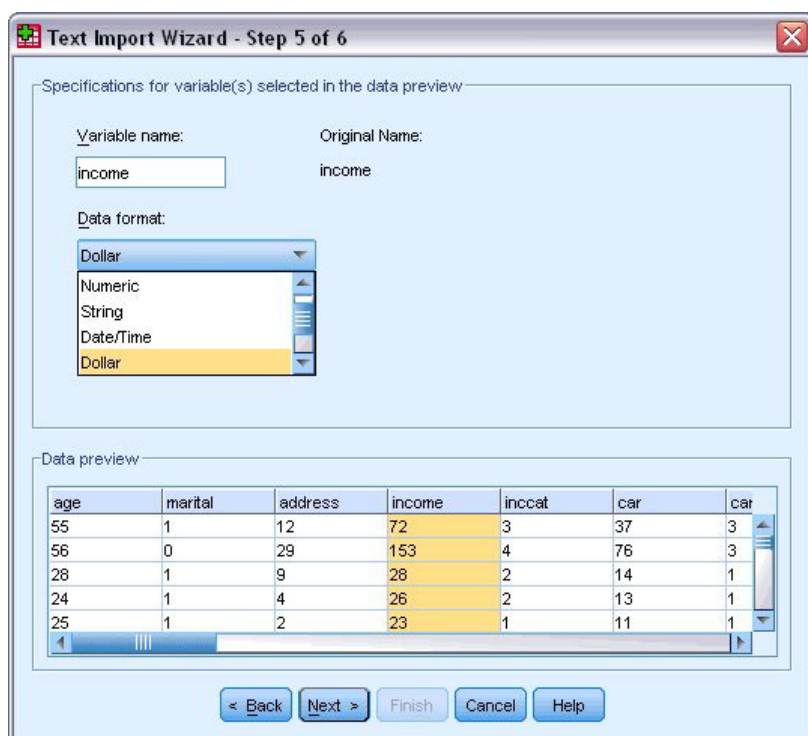 Text Import Wizard - Step 5 of 6
Specifications for variable(s) selected in the data preview
Variable name: Original Name:
income income
Data format:
Dollar
Numeric
String
Date/Time
Dollar
Data preview
age marital address income inccat car car
55 1 12 72 3 37 3
56 0 29 153 4 76 3
28 1 9 28 2 14 1
24 1 4 26 2 13 1
25 1 2 23 1 11 1
< Back Next > Finish Cancel Help